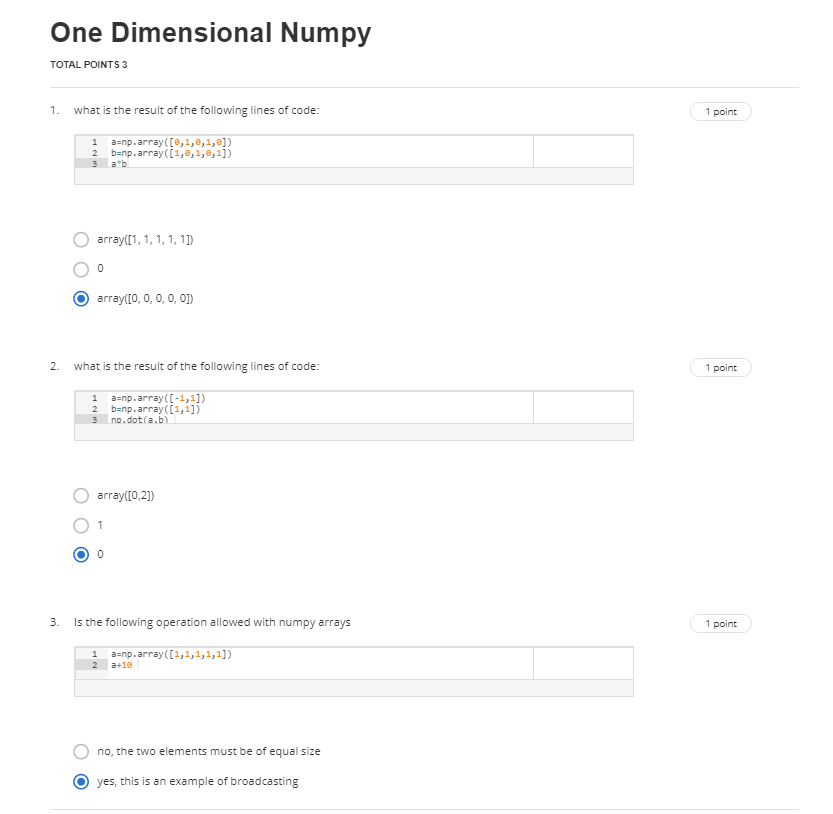 One Dimensional Numpy
TOTAL POINTS 3
1. what is the result of the following lines of code:
1 point
1 a=np.array([0,1,0,1,0])
2 b=np.array([1,0,1,0,1])
3 a*b
array([1, 1, 1, 1, 1])
0
array([0, 0, 0, 0, 0])
2. what is the result of the following lines of code:
1 point
1 a=np.array([-1,1])
2 b=np.array([1,1])
3 np.dot(a,b)
array([0,2])
1
0
3. Is the following operation allowed with numpy arrays
1 point
1 a=np.array([1,1,1,1,1])
2 a+10
no, the two elements must be of equal size
yes, this is an example of broadcasting